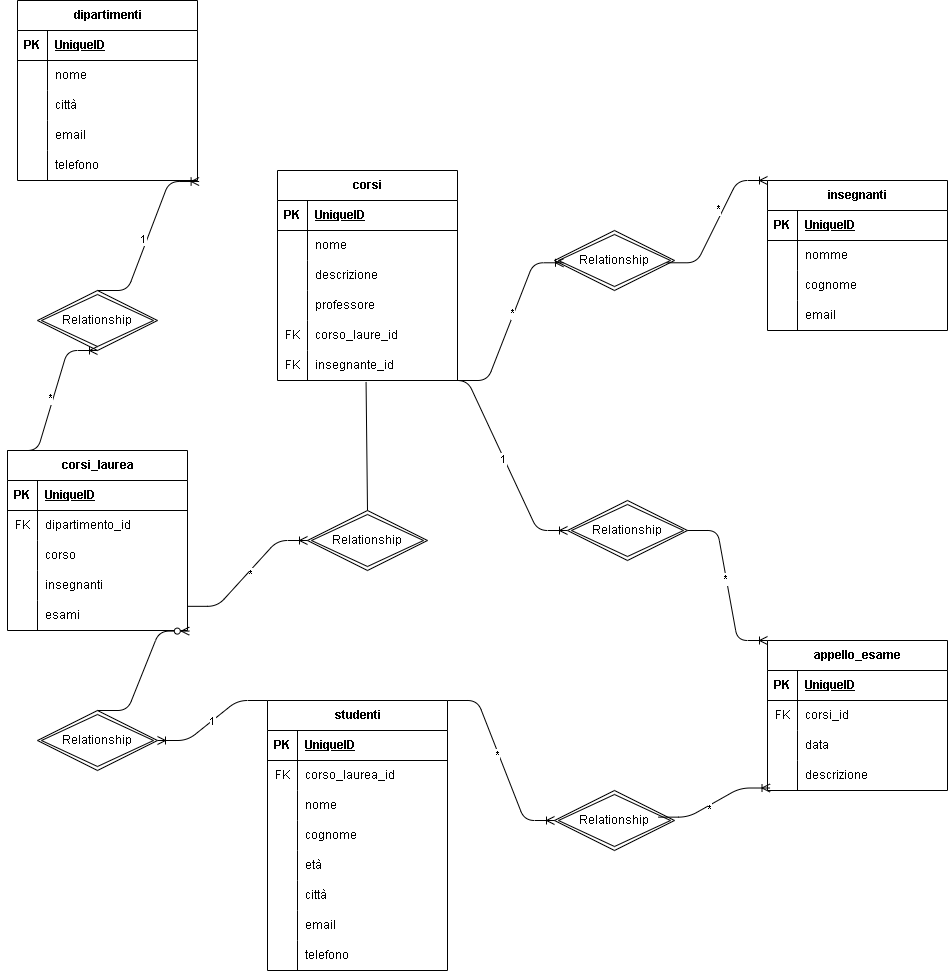 dipartimenti
PK UniqueID
nome
città
email
telefono
1
Relationship
*
corsi
PK UniqueID
nome
descrizione
professore
FK corso_laure_id
FK insegnante_id
*
Relationship
*
insegnanti
PK UniqueID
nomme
cognome
email
corsi_laurea
PK UniqueID
FK dipartimento_id
corso
insegnanti
esami
*
Relationship
1
Relationship
*
appello_esame
PK UniqueID
FK corsi_id
data
descrizione
Relationship
1
studenti
PK UniqueID
FK corso_laurea_id
nome
cognome
età
città
email
telefono
*
Relationship
*